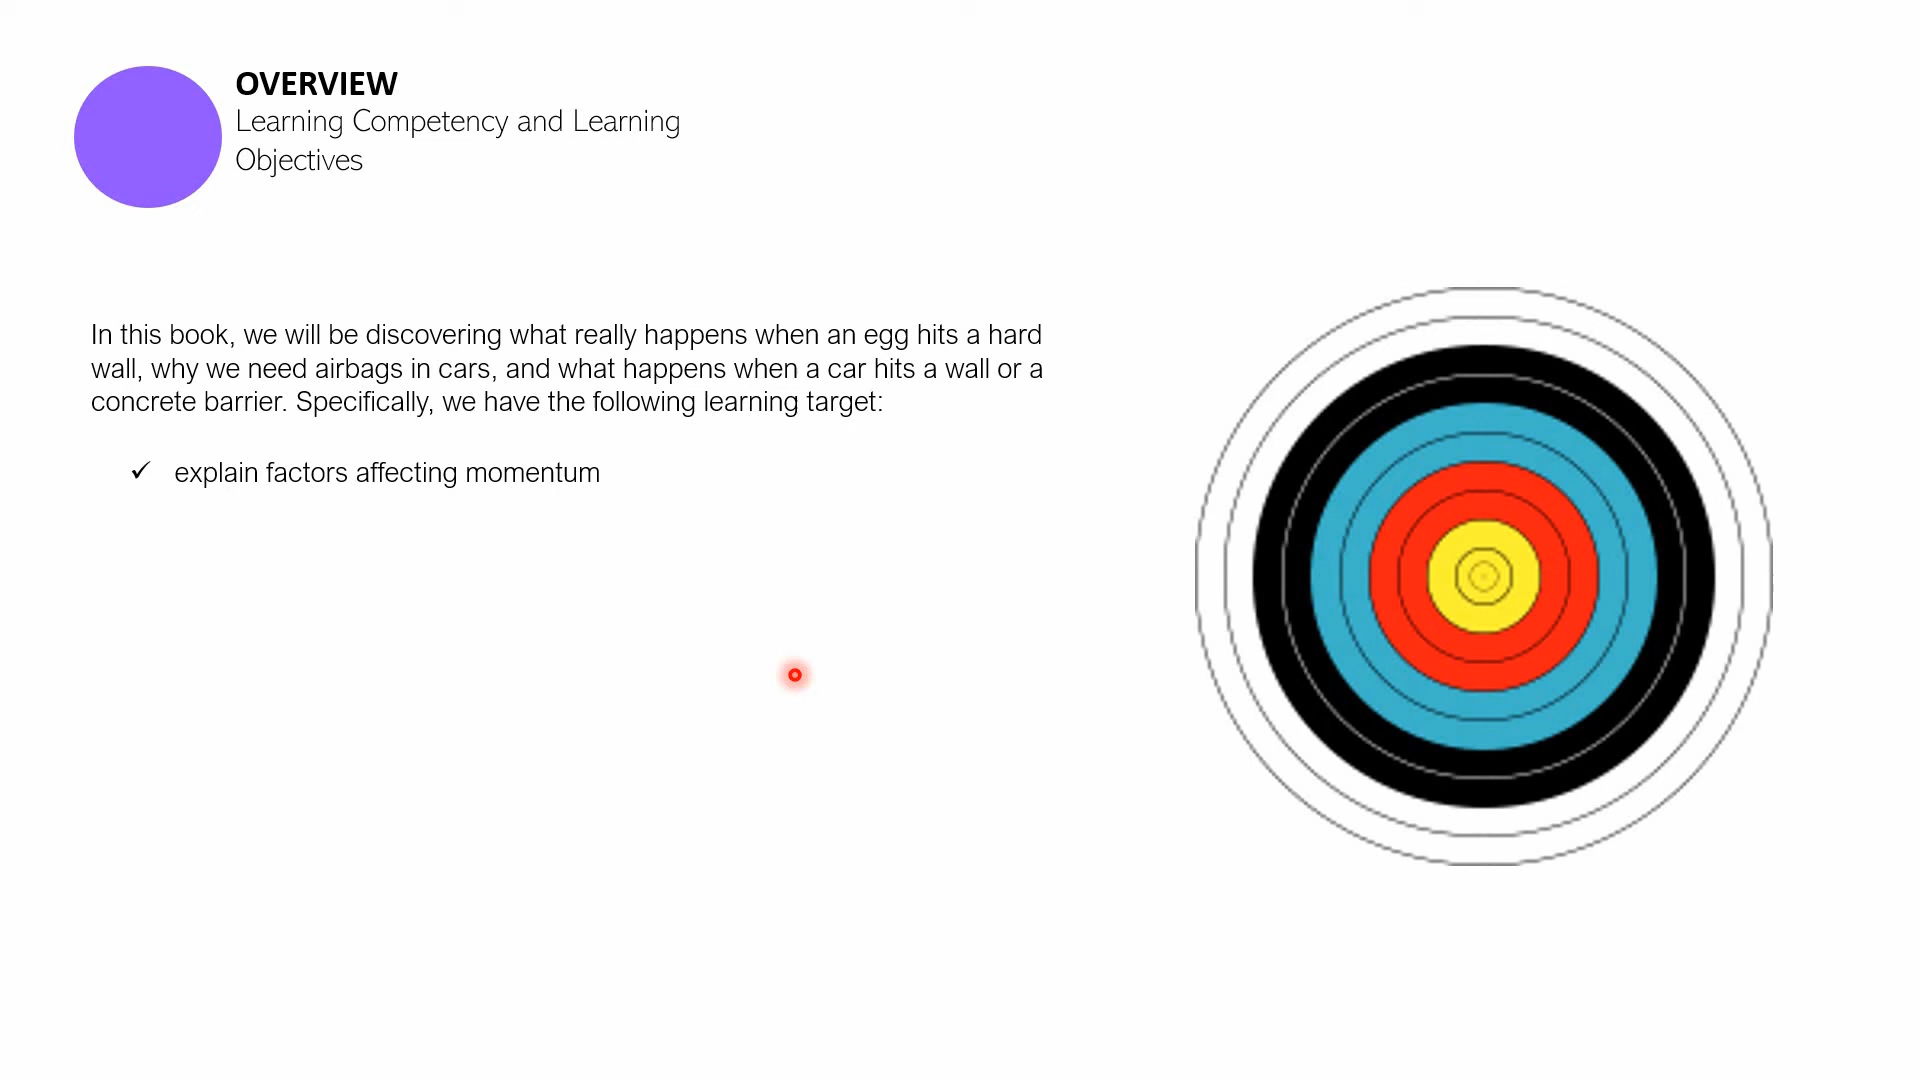 OVERVIEW
Learning Competency and Learning
Objectives
In this book, we will be discovering what really happens when an egg hits a hard
wall, why we need airbags in cars, and what happens when a car hits a wall or a
concrete barrier. Specifically, we have the following learning target:
✓ explain factors affecting momentum